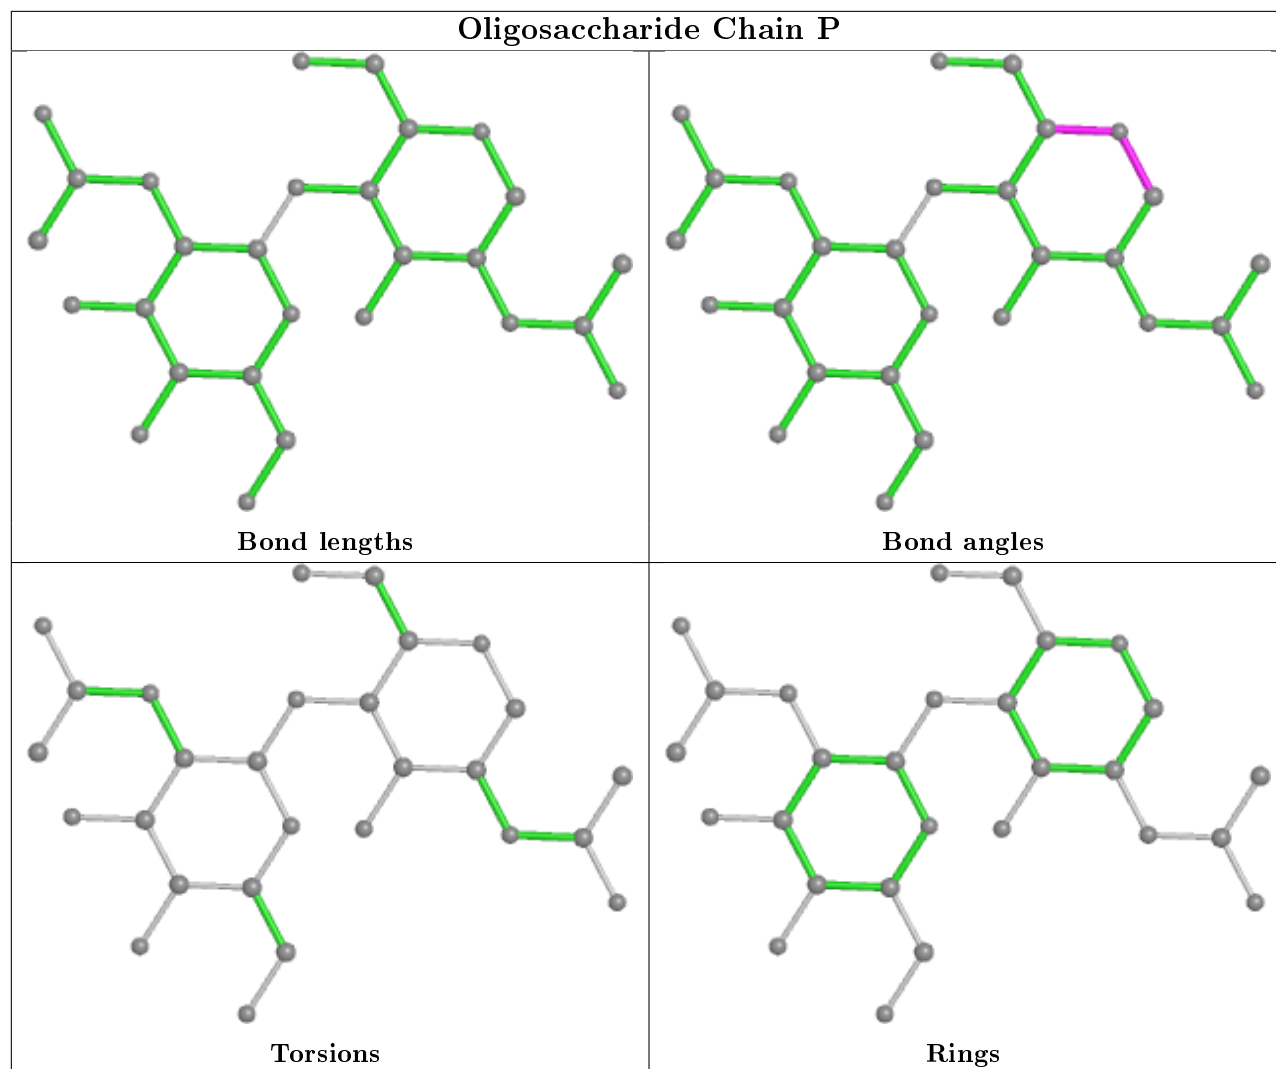 Oligosaccharide Chain P
Bond lengths
Bond angles
Torsions
Rings